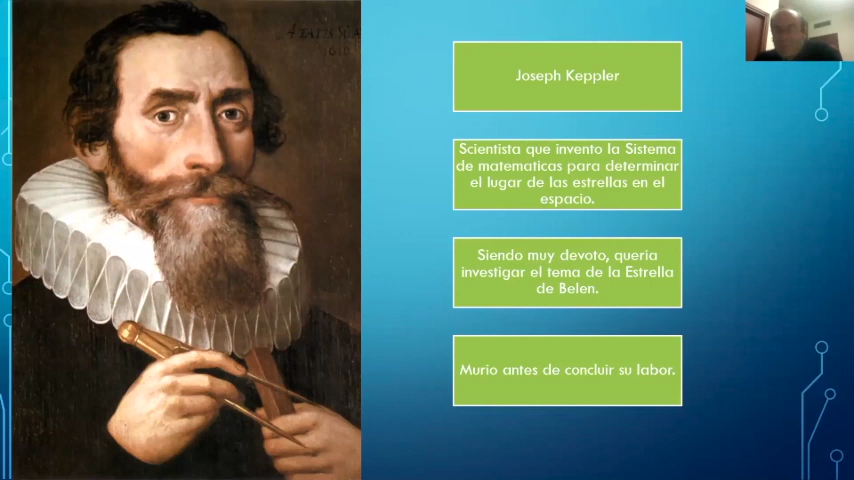 Joseph Keppler
Scientista que invento la Sistema
de matematicas para determinar
el lugar de las estrellas en el
espacio.
Siendo muy devoto, queria
investigar el tema de la Estrella
de Belen.
Murio antes de concluir su labor.